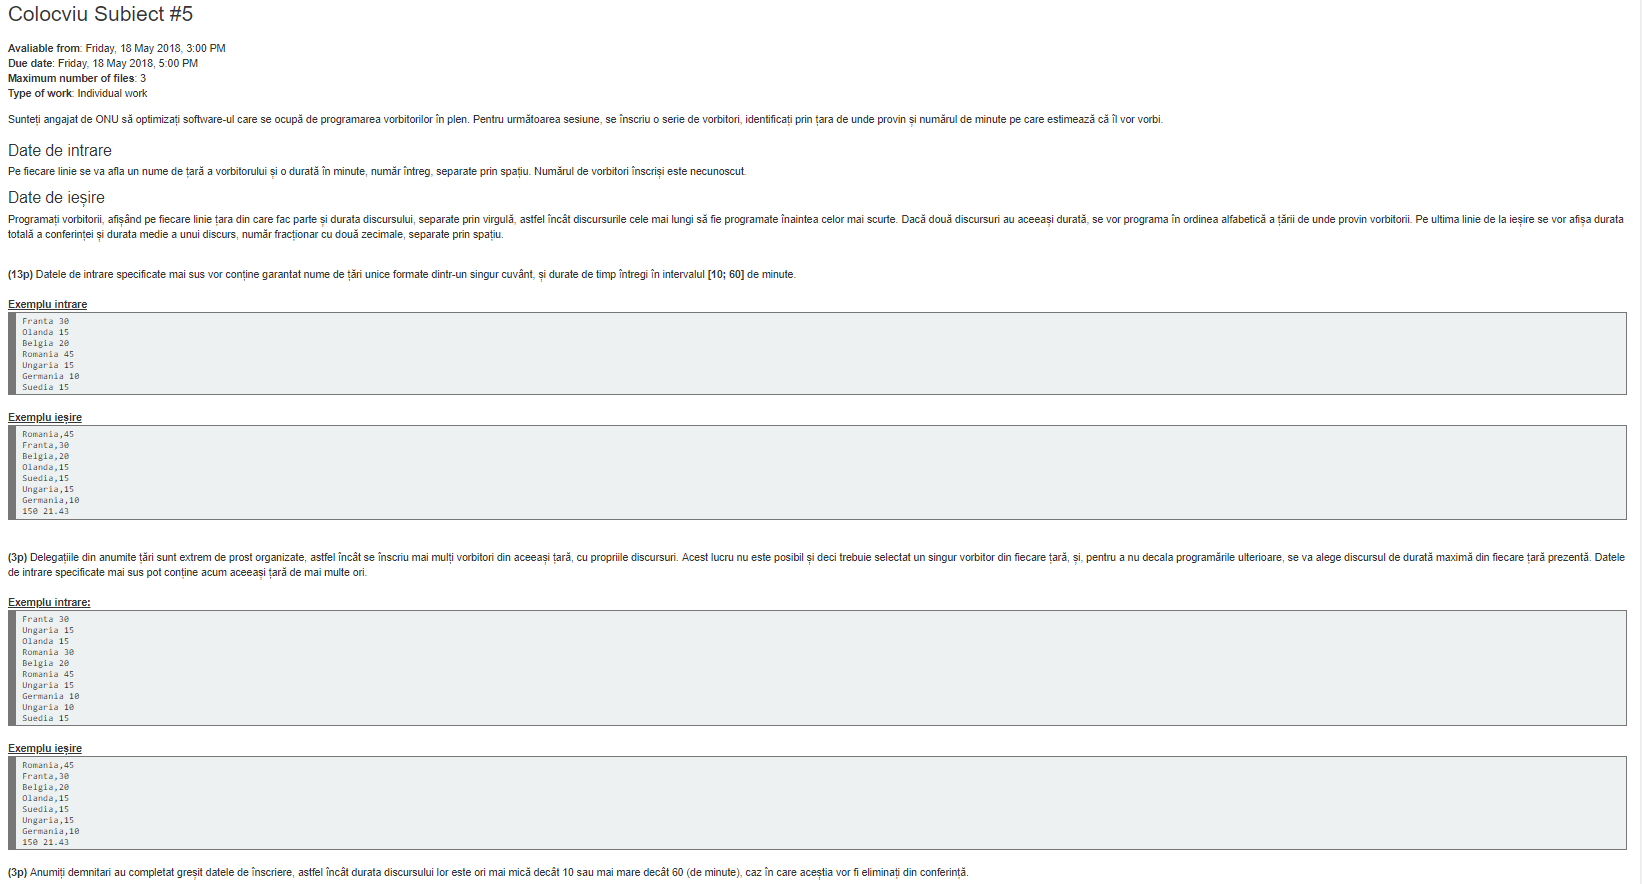 Colocviu Subiect #5
Avaliable from: Friday, 18 May 2018, 3:00 PM
Due date: Friday, 18 May 2018, 5:00 PM
Maximum number of files: 3
Type of work: Individual work
Sunteți angajat de ONU să optimizați software-ul care se ocupă de programarea vorbitorilor în plen. Pentru următoarea sesiune, se înscriu o serie de vorbitori, identificați prin țara de unde provin și numărul de minute pe care estimează că îl vor vorbi.
Date de intrare
Pe fiecare linie se va afla un nume de țară a vorbitorului și o durată în minute, număr întreg, separate prin spațiu. Numărul de vorbitori înscriși este necunoscut.
Date de ieșire
Programați vorbitorii, afișând pe fiecare linie țara din care fac parte și durata discursului, separate prin virgulă, astfel încât discursurile cele mai lungi să fie programate înaintea celor mai scurte. Dacă două discursuri au aceeași durată, se vor programa în ordinea alfabetică a țării de unde provin vorbitorii. Pe ultima linie de la ieșire se vor afișa durata
totală a conferinței și durata medie a unui discurs, număr fracționar cu două zecimale, separate prin spațiu.
(13p) Datele de intrare specificate mai sus vor conține garantat nume de țări unice formate dintr-un singur cuvânt, și durate de timp întregi în intervalul [10; 60] de minute.
Exemplu intrare
Franta 30
Olanda 15
Belgia 20
Romania 45
Ungaria 15
Germania 10
Suedia 15
Exemplu ieșire
Romania,45
Franta,30
Belgia,20
Olanda,15
Suedia,15
Ungaria,15
Germania,10
150 21.43
(3p) Delegațiile din anumite țări sunt extrem de prost organizate, astfel încât se înscriu mai mulți vorbitori din aceeași țară, cu propriile discursuri. Acest lucru nu este posibil și deci trebuie selectat un singur vorbitor din fiecare țară, și, pentru a nu decala programările ulterioare, se va alege discursul de durată maximă din fiecare țară prezentă. Datele
de intrare specificate mai sus pot conține acum aceeași țară de mai multe ori.
Exemplu intrare:
Franta 30
Ungaria 15
Olanda 15
Romania 30
Belgia 20
Romania 45
Ungaria 15
Germania 10
Ungaria 10
Suedia 15
Exemplu ieșire
Romania,45
Franta,30
Belgia,20
Olanda,15
Suedia,15
Ungaria,15
Germania,10
150 21.43
(3p) Anumiți demnitari au completat greșit datele de înscriere, astfel încât durata discursului lor este ori mai mică decât 10 sau mai mare decât 60 (de minute), caz în care aceștia vor fi eliminați din conferință.